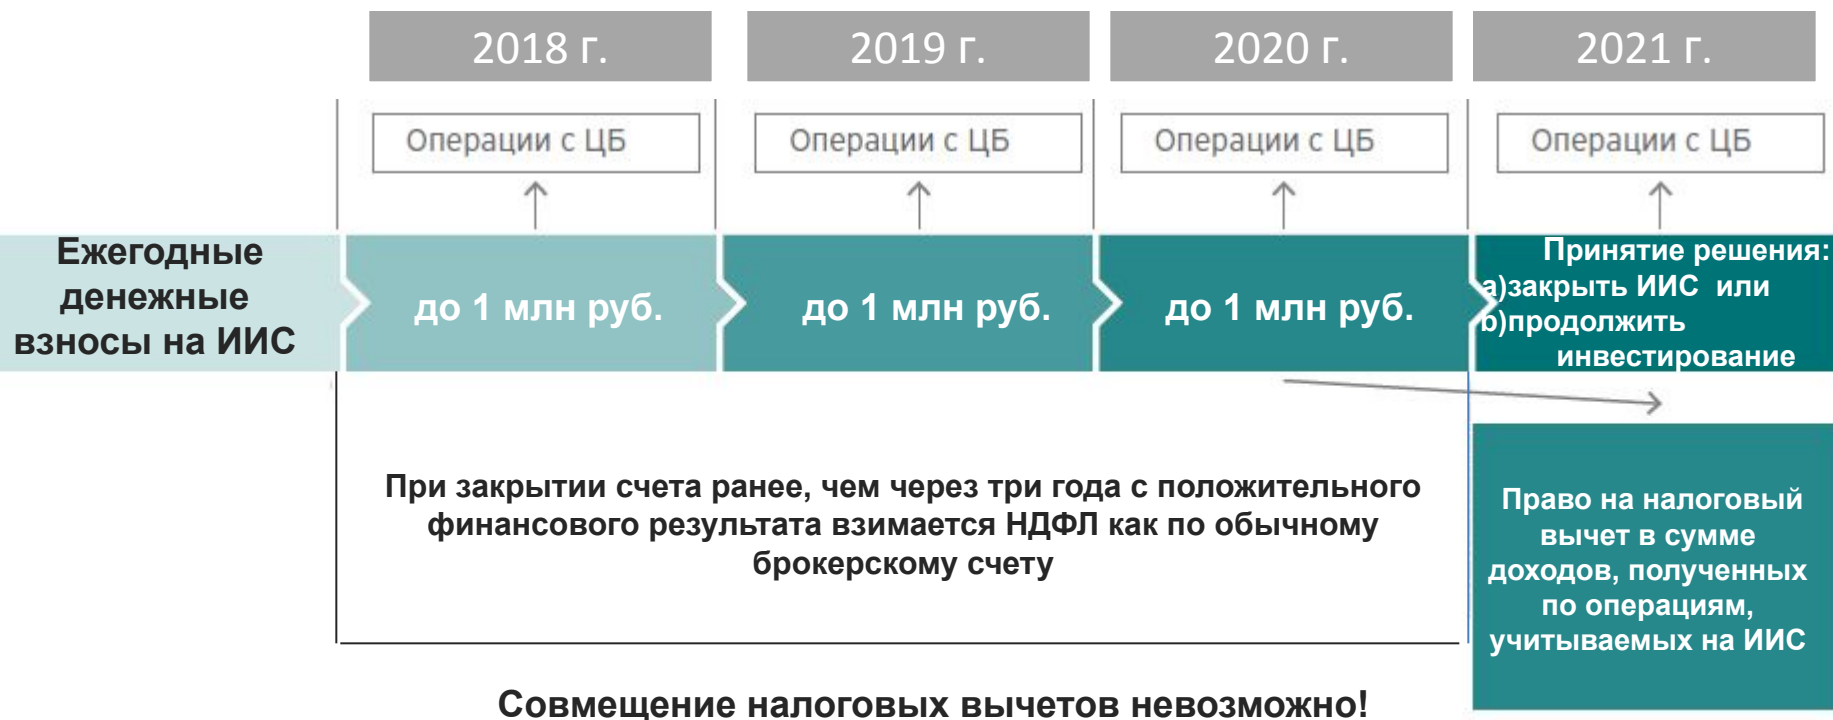 2018 г.
2019 г.
2020 г.
2021 г.
Операции с ЦБ
Операции с ЦБ
Операции с ЦБ
Операции с ЦБ
Ежегодные
денежные
взносы на ИИС
до 1 млн руб.
до 1 млн руб.
до 1 млн руб.
Принятие решения:
a)закрыть ИИС или
b)продолжить
инвестирование
При закрытии счета ранее, чем через три года с положительного
финансового результата взимается НДФЛ как по обычному
брокерскому счету
Право на налоговый
вычет в сумме
доходов, полученных
по операциям,
учитываемых на ИИС
Совмещение налоговых вычетов невозможно!